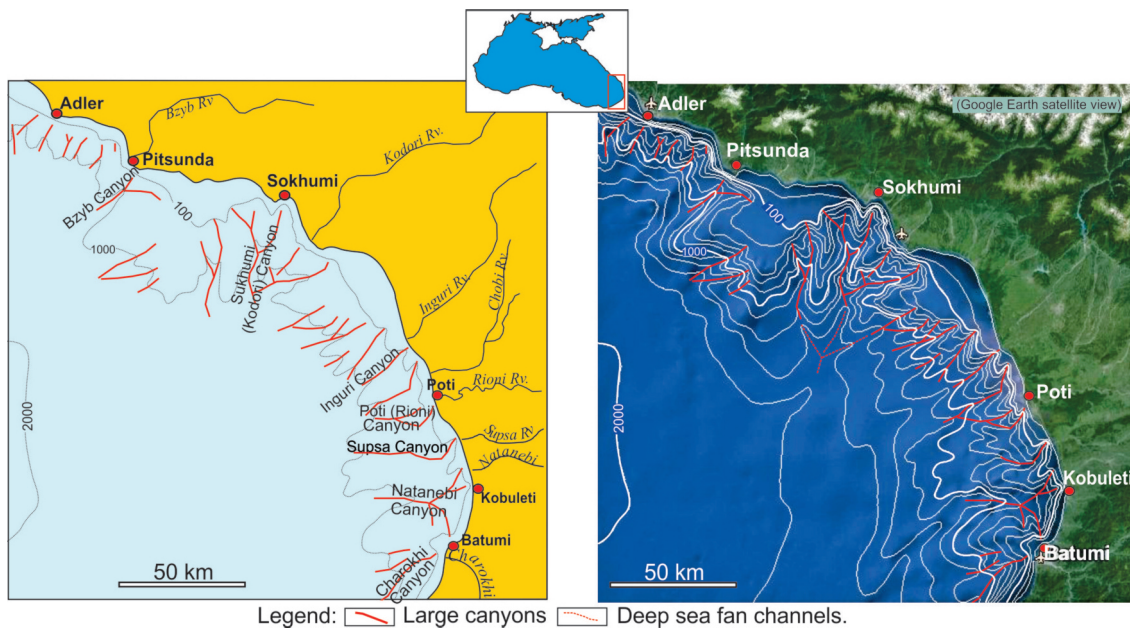 Adler
Bzyb Rv
Kodori Rv.
Pitsunda
Sokhumi
Bzyb Canyon
100
1000
Sukhumi
(Kodori) Canyon
Inguri Rv.
Chobi Rv.
Inguri Canyon
Poti
Rioni Rv.
Poti (Rioni)
Canyon
Supsa Rv
Supsa Canyon
Natanebi
2000
Natanebi
Canyon
Kobuleti
Batumi
Charokhi
Charokhi
Canyon
50 km
(Google Earth satellite view)
Adler
Pitsunda
Sokhumi
100
1000
Poti
2000
Kobuleti
Batumi
50 km
Legend: Large canyons Deep sea fan channels.